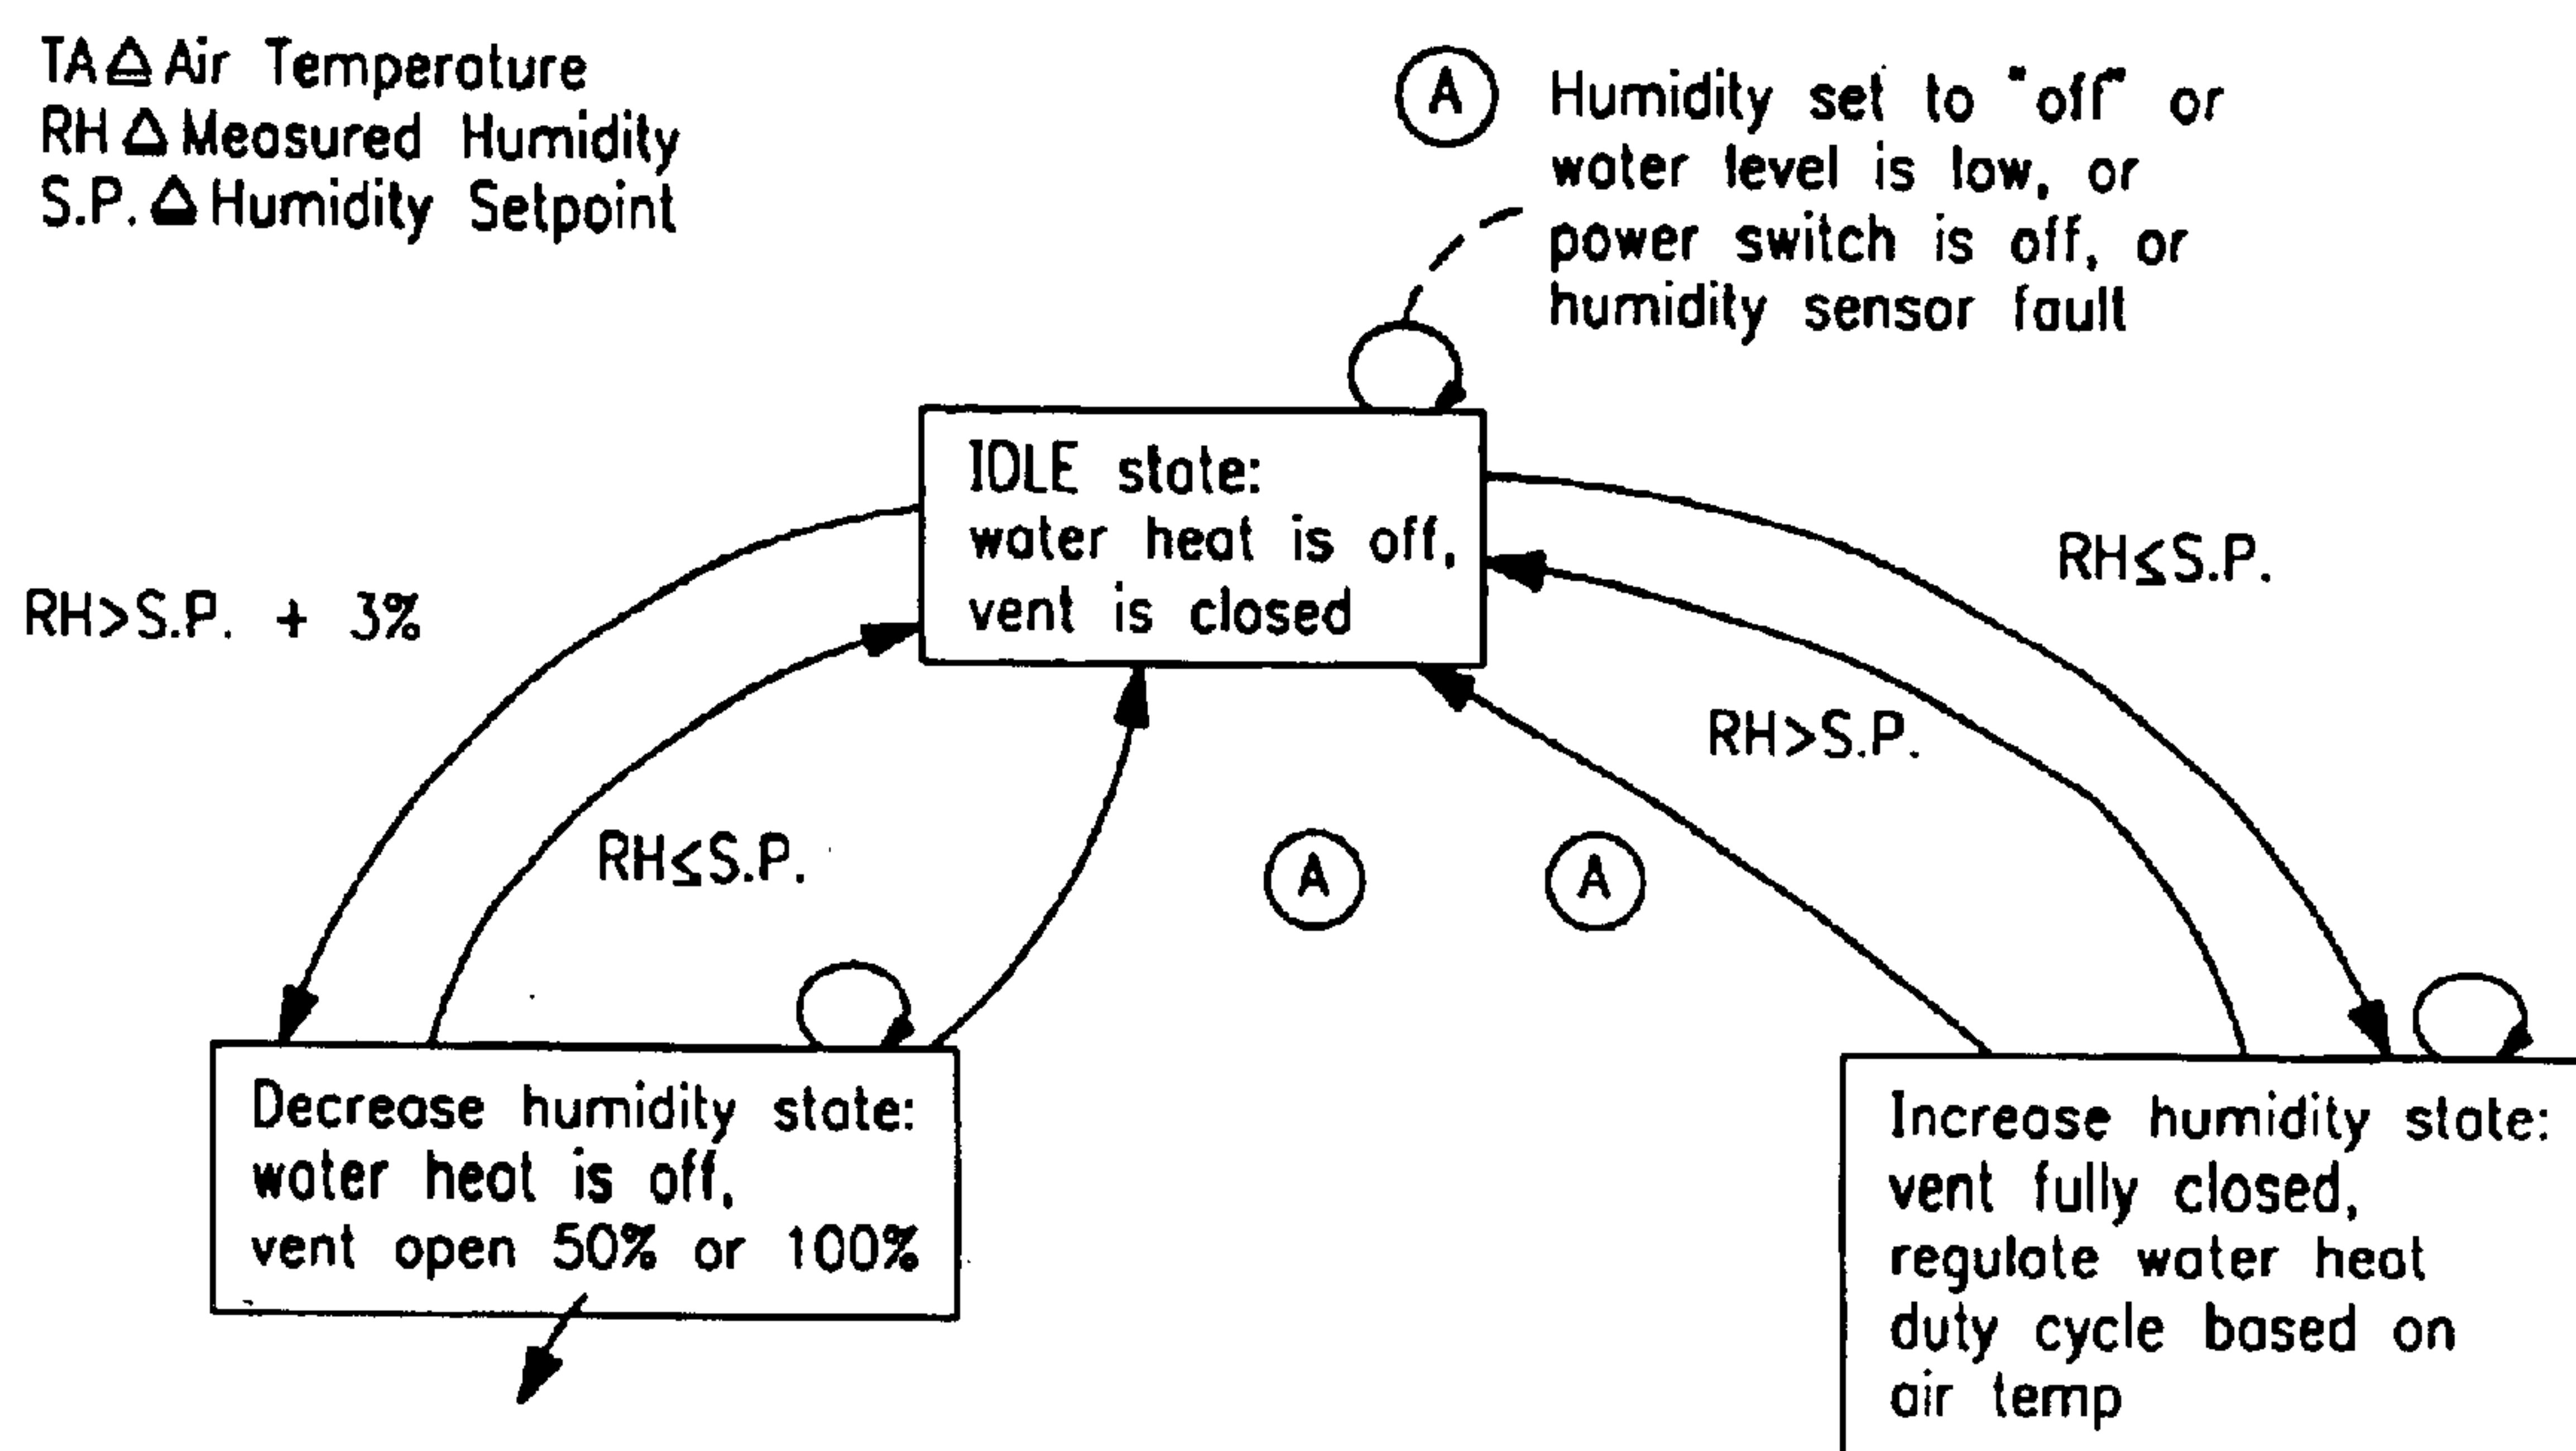 TA≜Air Temperature
RH≜Measured Humidity
S.P.≜Humidity Setpoint
A
Humidity set to "off" or
water level is low, or
power switch is off, or
humidity sensor fault
IDLE state:
water heat is off,
vent is closed
RH>S.P. + 3%
RH≤S.P.
RH≤S.P.
RH>S.P.
A
A
Decrease humidity state:
water heat is off,
vent open 50% or 100%
Increase humidity state:
vent fully closed,
regulate water heat
duty cycle based on
air temp